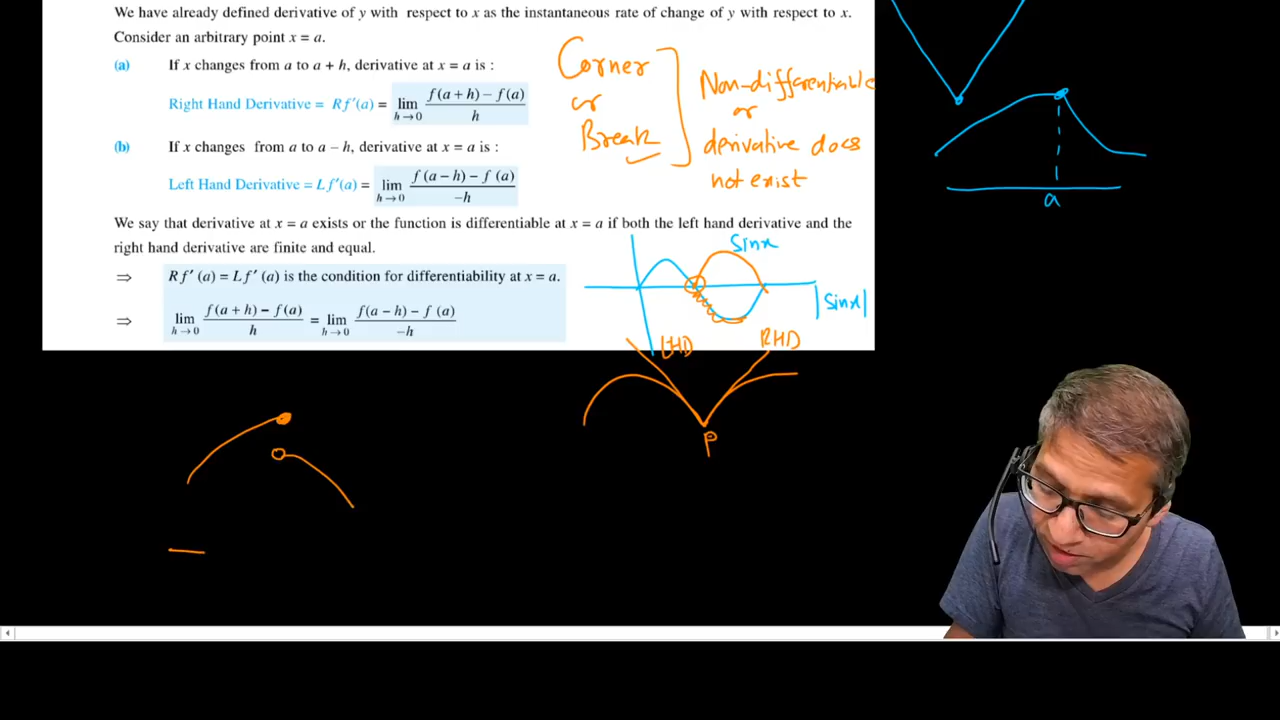 We have already defined derivative of y with respect to x as the instantaneous rate of change of y with respect to x.
Consider an arbitrary point x = a.
(a) If x changes from a to a + h, derivative at x = a is :
Right Hand Derivative = Rf′(a) = lim h→0 f(a+h) – f(a) / h
(b) If x changes from a to a – h, derivative at x = a is :
Left Hand Derivative = Lf′(a) = lim h→0 f(a–h) – f (a) / –h
We say that derivative at x = a exists or the function is differentiable at x = a if both the left hand derivative and the
right hand derivative are finite and equal.
⇒ Rf′ (a) = Lf′ (a) is the condition for differentiability at x = a.
⇒ lim h→0 f(a+h) – f(a) / h = lim h→0 f(a–h) – f (a) / –h
Corner
or
Break
Non-differentiable
or
derivative does
not exist
a
Sinx
|Sinx|
LHD
RHD
P